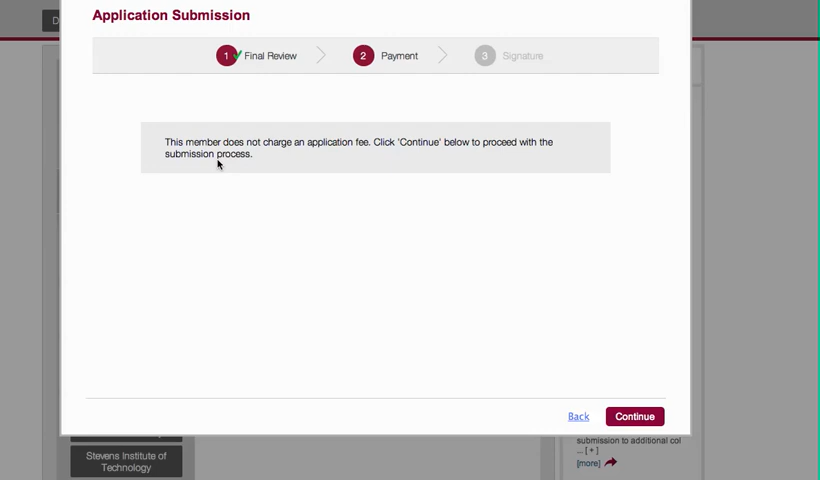 D
Application Submission
1 Final Review
2 Payment
3 Signature
This member does not charge an application fee. Click 'Continue' below to proceed with the
submission process.
Back
Continue
Stevens Institute of
Technology
submission to additional col
... [ + ]
[more]